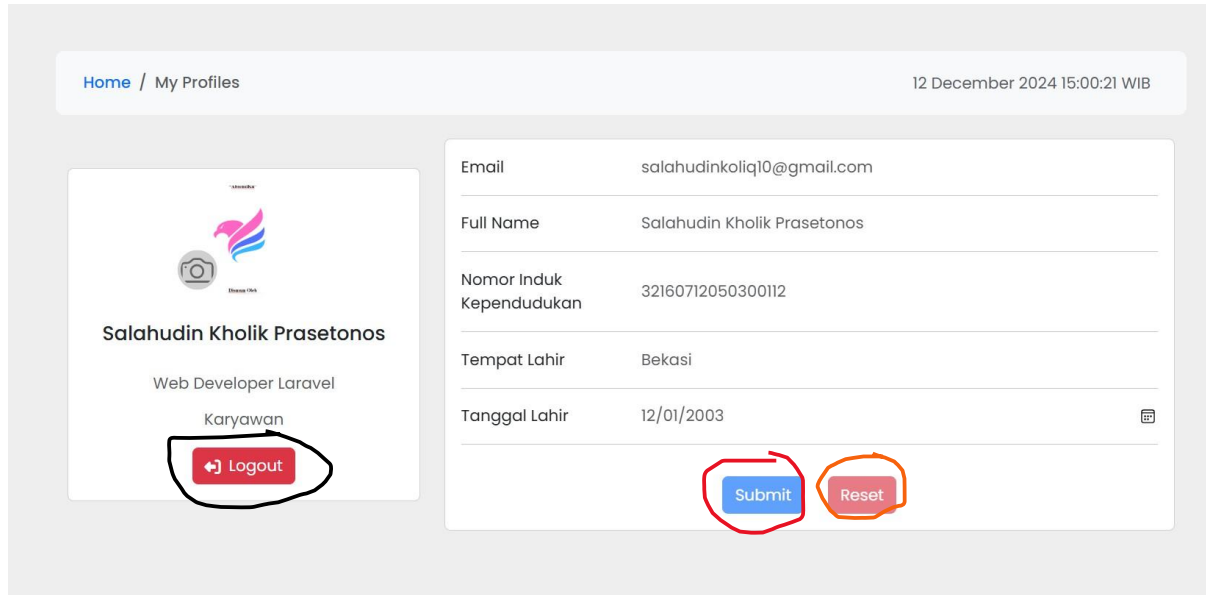 Home / My Profiles
12 December 2024 15:00:21 WIB
Salahudin Kholik Prasetonos
Web Developer Laravel
Karyawan
Logout
Email salahudinkoliq10@gmail.com
Full Name Salahudin Kholik Prasetonos
Nomor Induk
Kependudukan 32160712050300112
Tempat Lahir Bekasi
Tanggal Lahir 12/01/2003
Submit Reset